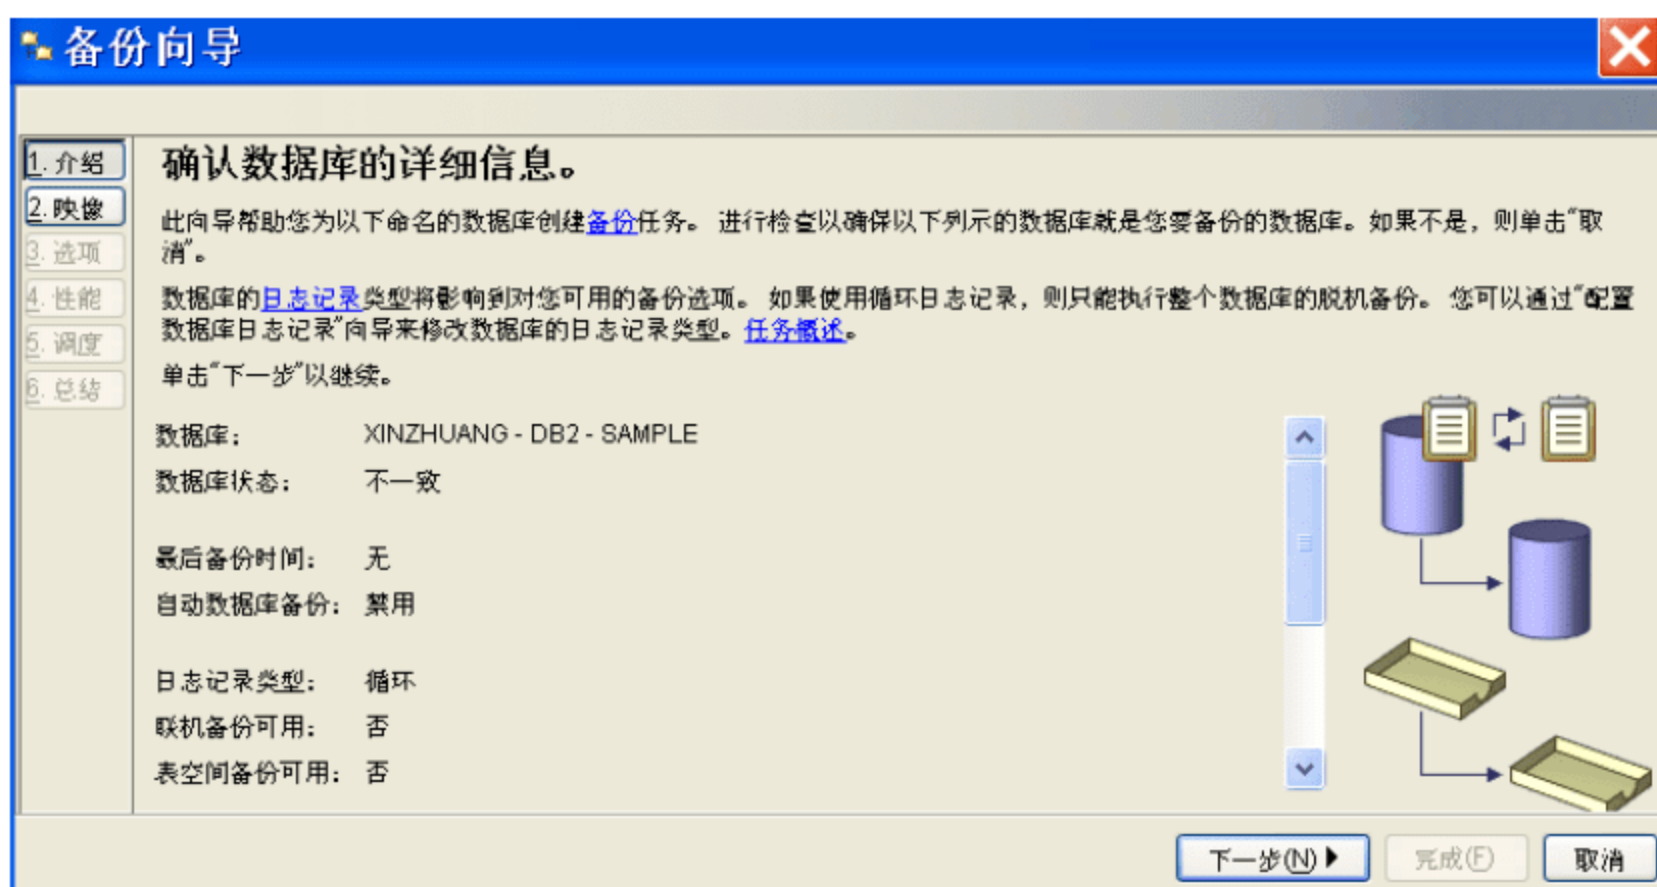 备份向导
1. 介绍
2. 映像
3. 选项
4. 性能
5. 调度
6. 总结
确认数据库的详细信息。
此向导帮助您为以下命名的数据库创建备份任务。 进行检查以确保以下列示的数据库就是您要备份的数据库。如果不是，则单击“取
消”。
数据库的日志记录类型将影响到对您可用的备份选项。 如果使用循环日志记录，则只能执行整个数据库的脱机备份。 您可以通过“配置
数据库日志记录”向导来修改数据库的日志记录类型。任务概述。
单击“下一步”以继续。
数据库： XINZHUANG - DB2 - SAMPLE
数据库状态： 不一致
最后备份时间： 无
自动数据库备份： 禁用
日志记录类型： 循环
联机备份可用： 否
表空间备份可用： 否
下一步(N) 完成(F) 取消